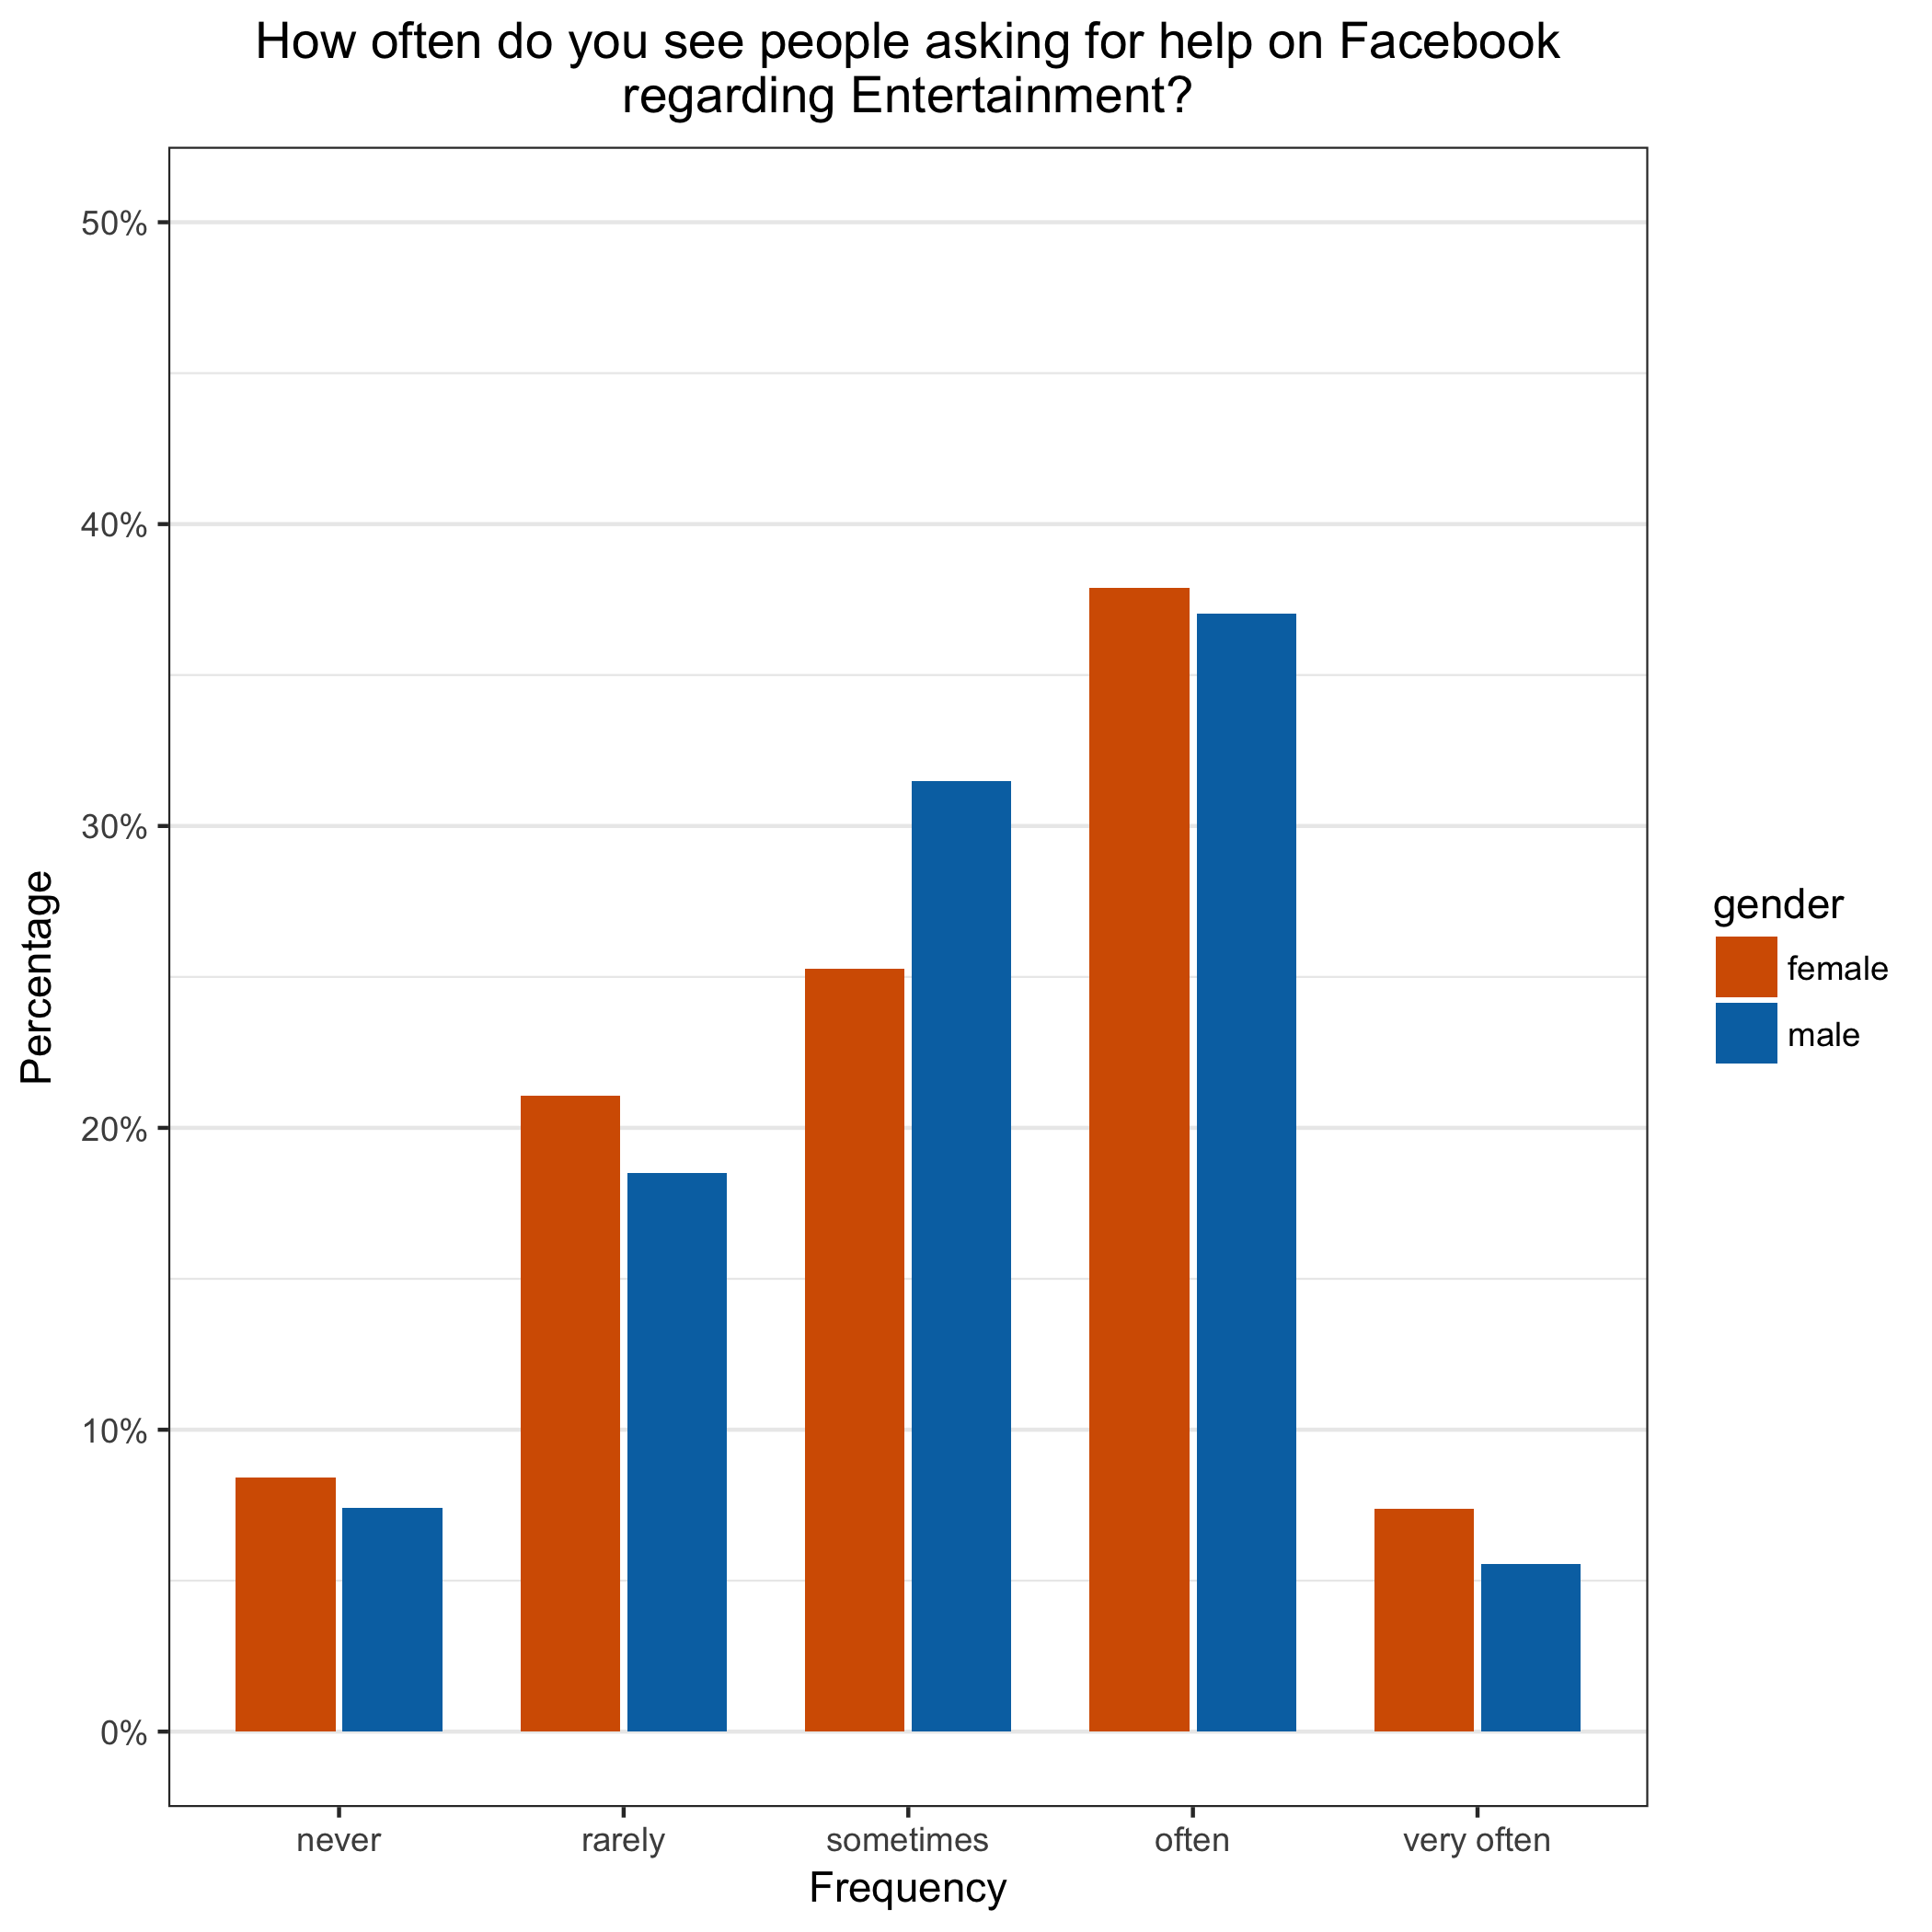 How often do you see people asking for help on Facebook
regarding Entertainment?
50%
40%
30%
20%
10%
0%
Percentage
never
rarely
sometimes
often
very often
Frequency
gender
female
male